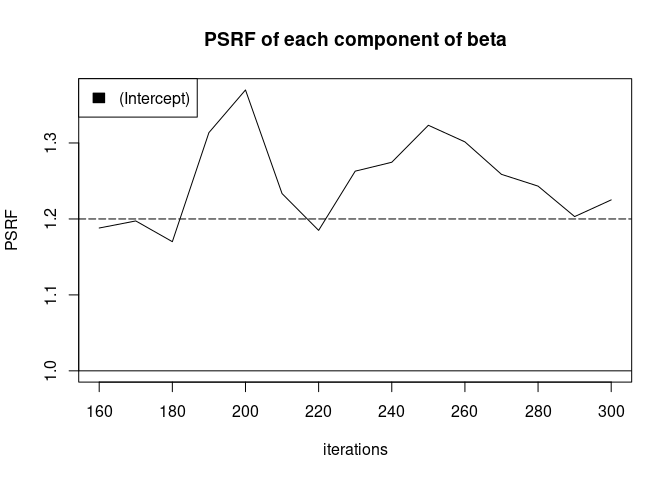 PSRF of each component of beta
(Intercept)
PSRF
1.3
1.2
1.1
1.0
160 180 200 220 240 260 280 300
iterations